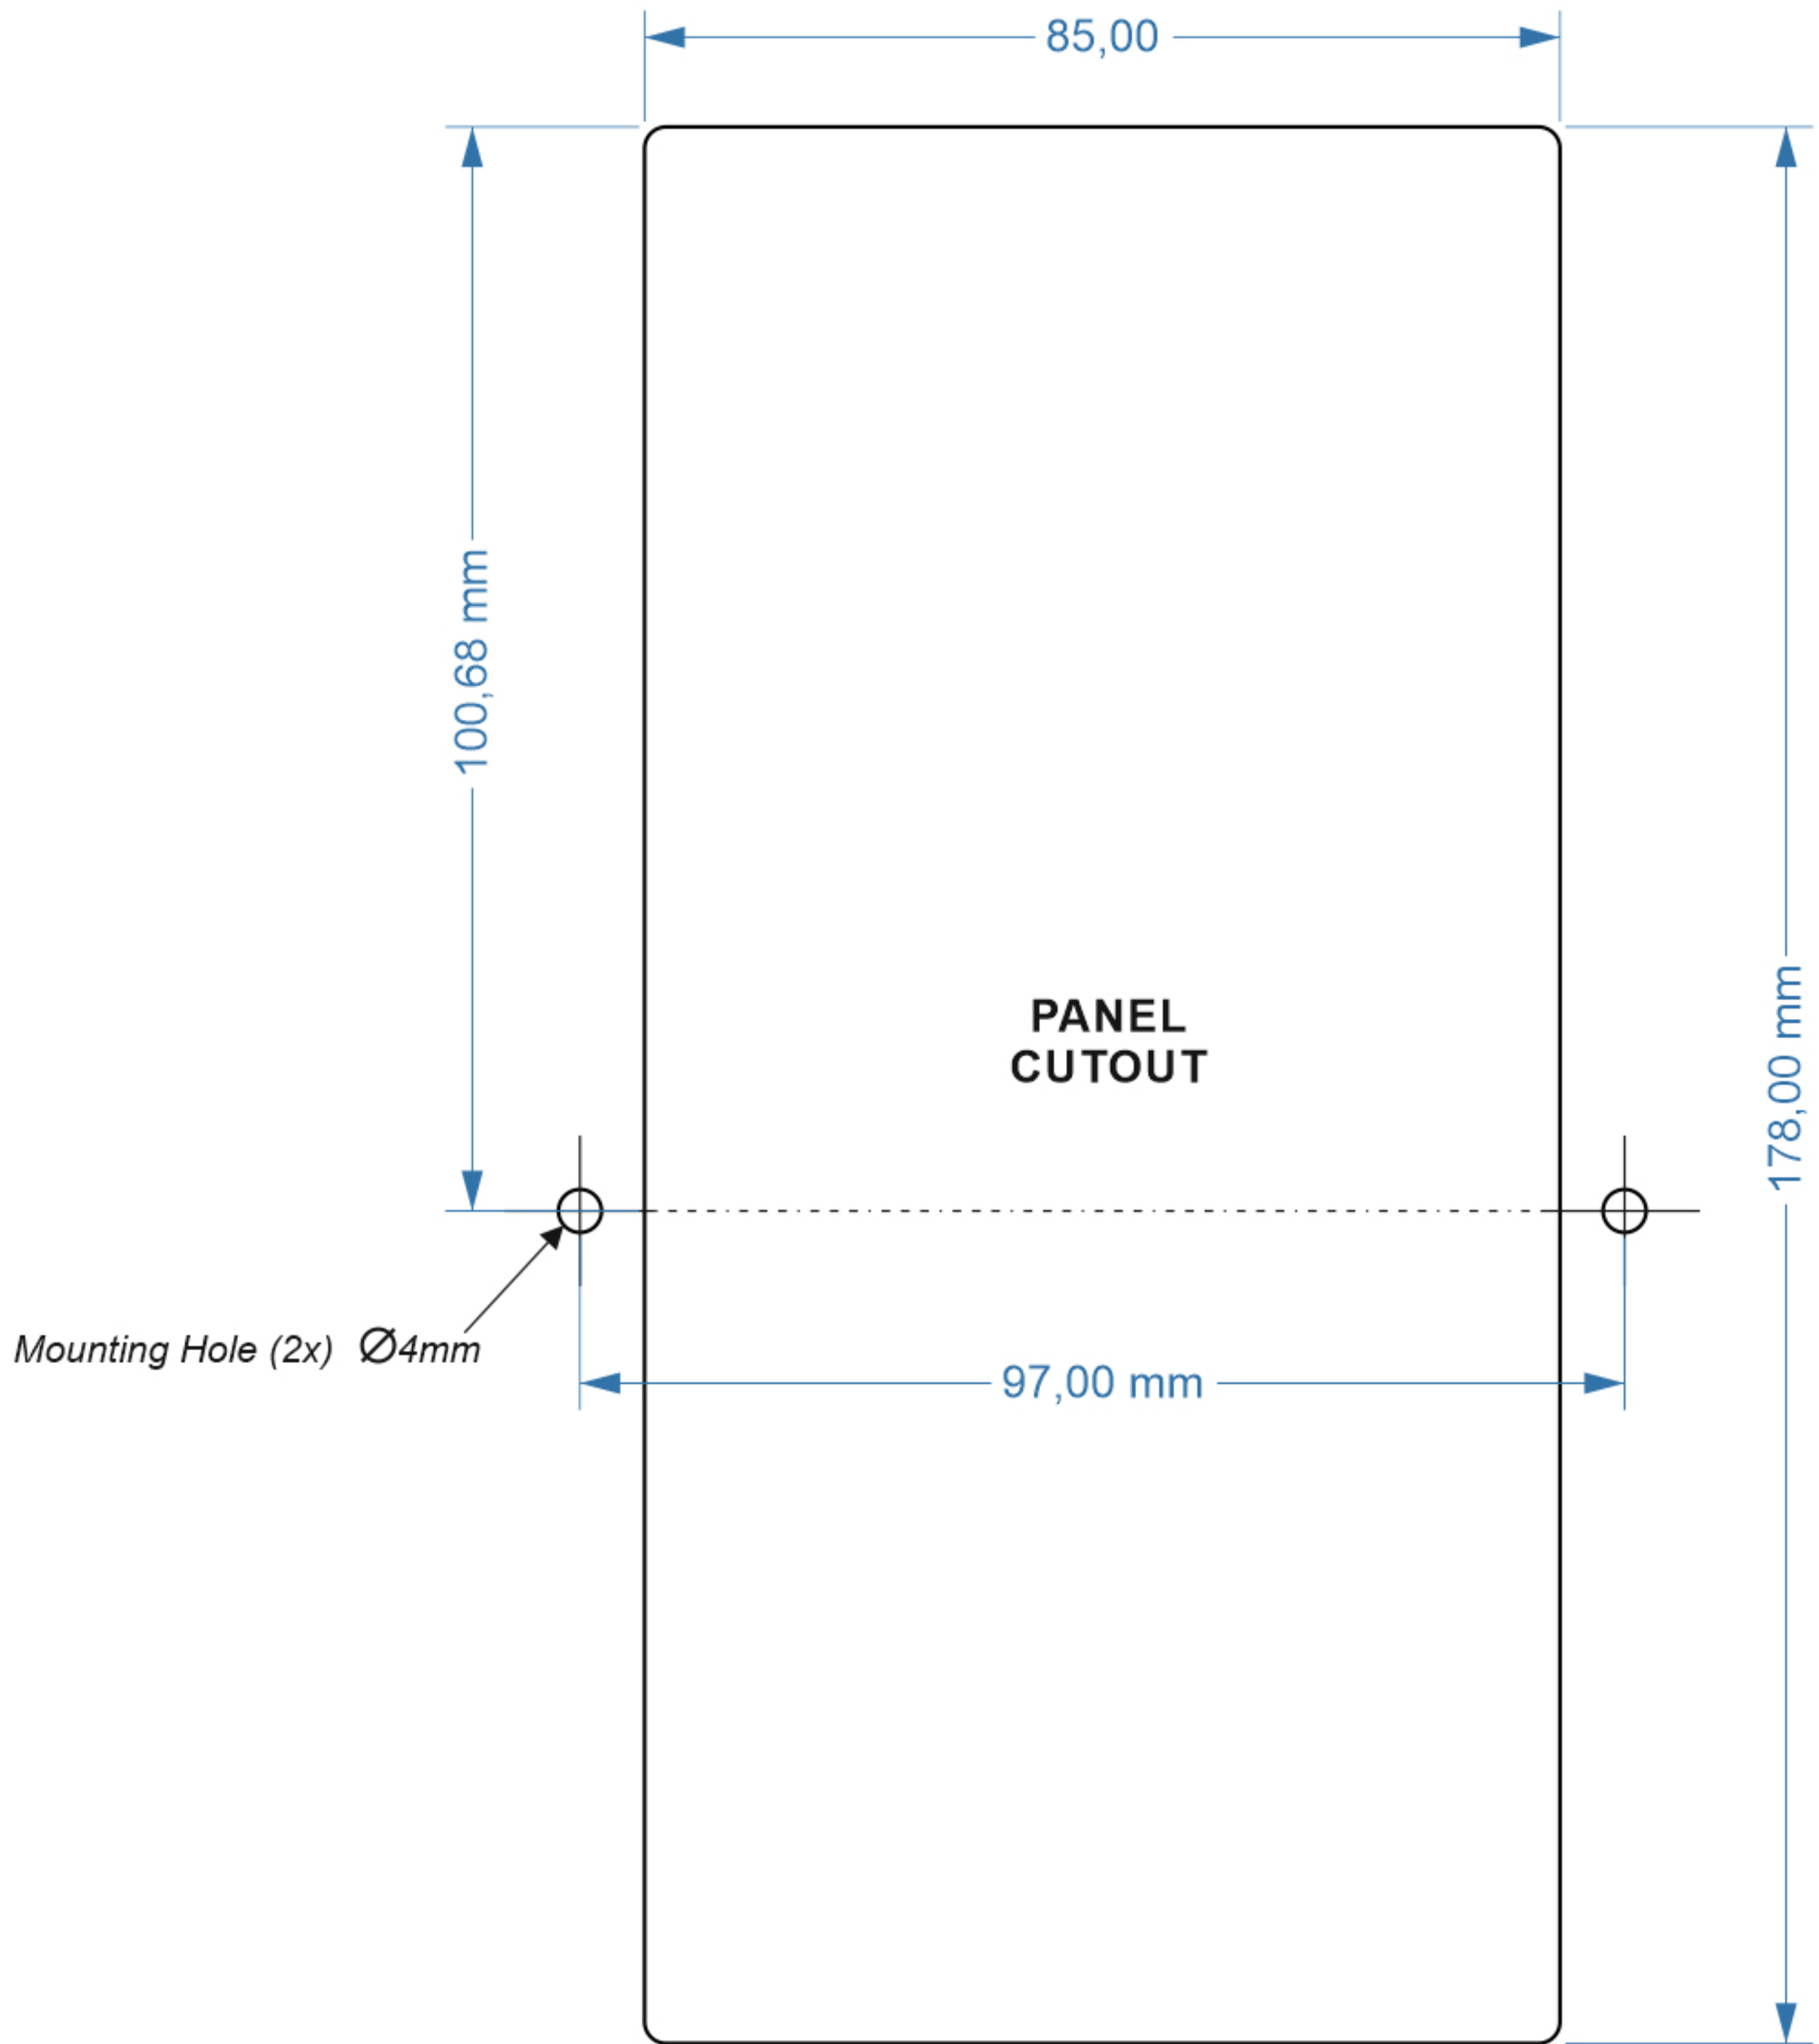 85,00
100,68 mm
PANEL
CUTOUT
178,00 mm
Mounting Hole (2x) Ø4mm
97,00 mm